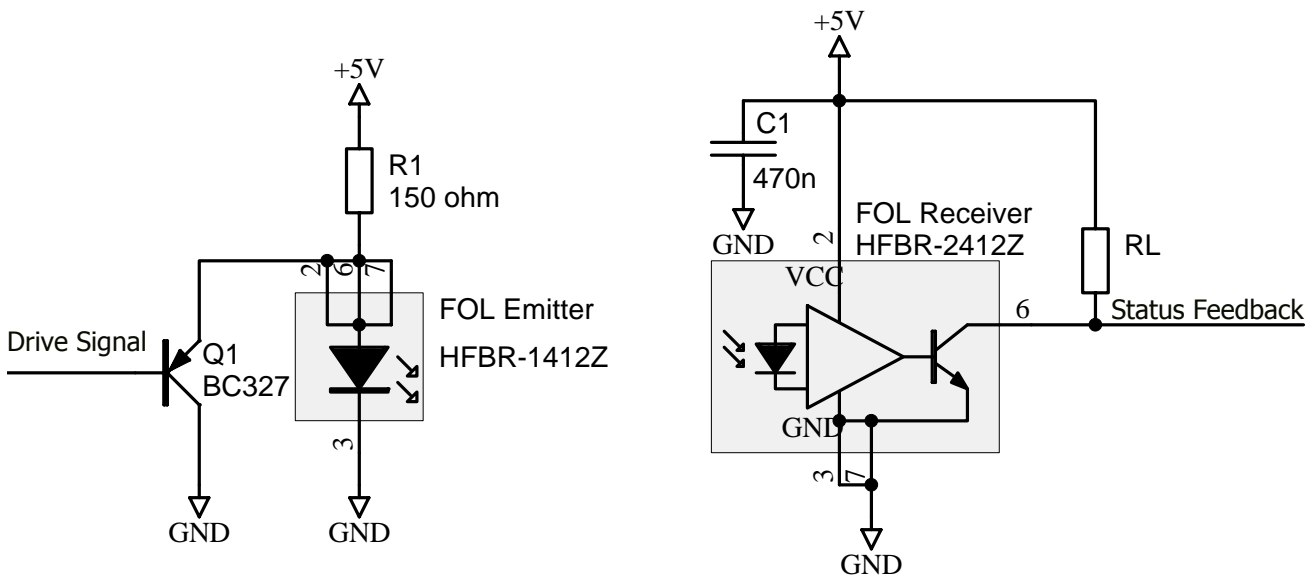 +5V
R1
150 ohm
2
6
7
FOL Emitter
HFBR-1412Z
Drive Signal
Q1
BC327
3
GND
GND
+5V
C1
470n
GND
2
FOL Receiver
HFBR-2412Z
RL
VCC
6
Status Feedback
GND
3
7
GND